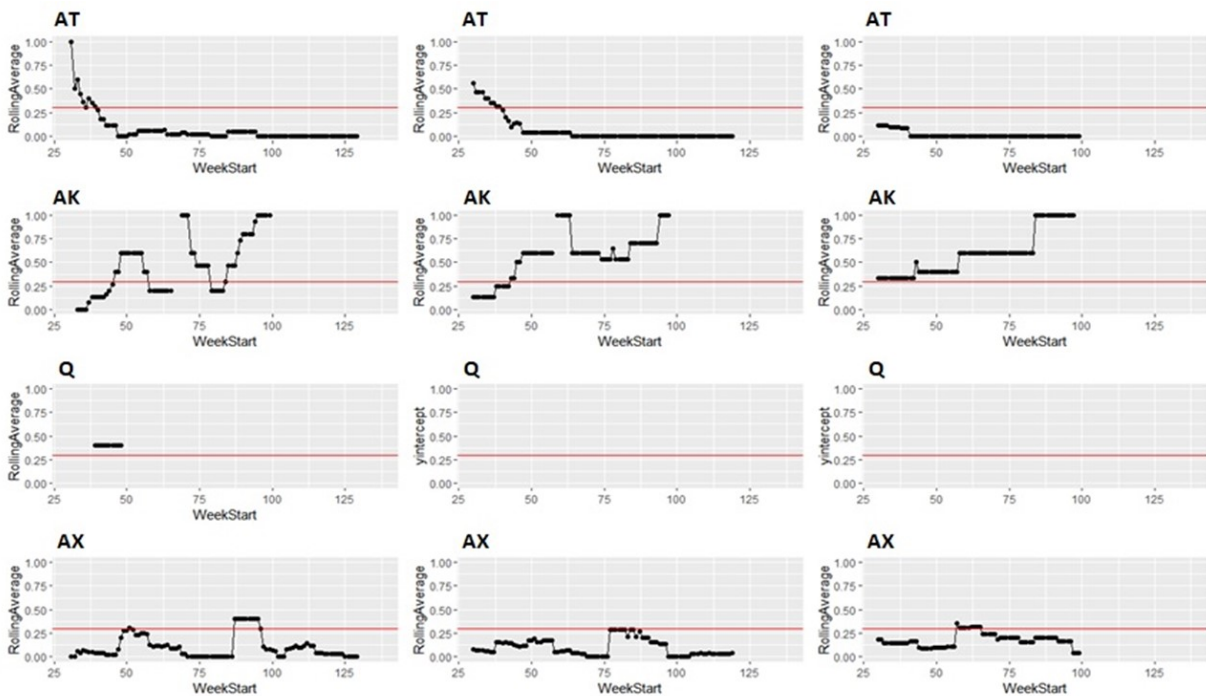 AT AT AT
1.00 1.00 1.00
0.75 0.75 0.75
0.50 0.50 0.50
0.25 0.25 0.25
0.00 0.00 0.00
RollingAverage RollingAverage RollingAverage
25 50 75 100 125 25 50 75 100 125 25 50 75 100 125
WeekStart WeekStart WeekStart
AK AK AK
1.00 1.00 1.00
0.75 0.75 0.75
0.50 0.50 0.50
0.25 0.25 0.25
0.00 0.00 0.00
RollingAverage RollingAverage RollingAverage
25 50 75 100 125 25 50 75 100 125 25 50 75 100 125
WeekStart WeekStart WeekStart
Q Q Q
1.00 1.00 1.00
0.75 0.75 0.75
0.50 0.50 0.50
0.25 0.25 0.25
0.00 0.00 0.00
RollingAverage yintercept yintercept
25 50 75 100 125 25 50 75 100 125 25 50 75 100 125
WeekStart
AX AX AX
1.00 1.00 1.00
0.75 0.75 0.75
0.50 0.50 0.50
0.25 0.25 0.25
0.00 0.00 0.00
RollingAverage RollingAverage RollingAverage
25 50 75 100 125 25 50 75 100 125 25 50 75 100 125
WeekStart WeekStart WeekStart